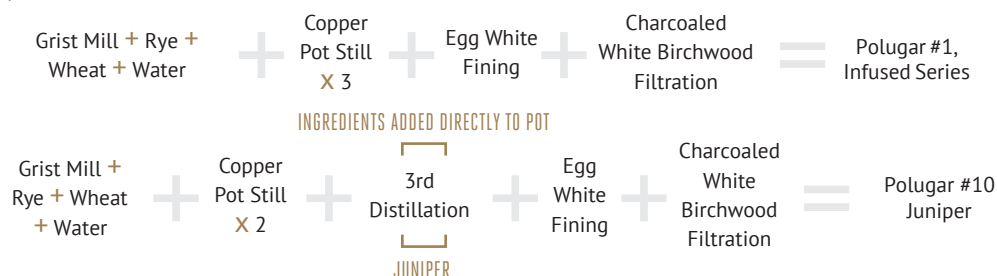 Grist Mill + Rye +
Wheat + Water
Copper
Pot Still
X 3
Egg White
Fining
Charcoaled
White Birchwood
Filtration
Polugar #1,
Infused Series
INGREDIENTS ADDED DIRECTLY TO POT
Grist Mill +
Rye + Wheat
+ Water
Copper
Pot Still
X 2
3rd
Distillation
JUNIPER
Egg
White
Fining
Charcoaled
White
Birchwood
Filtration
Polugar #10
Juniper